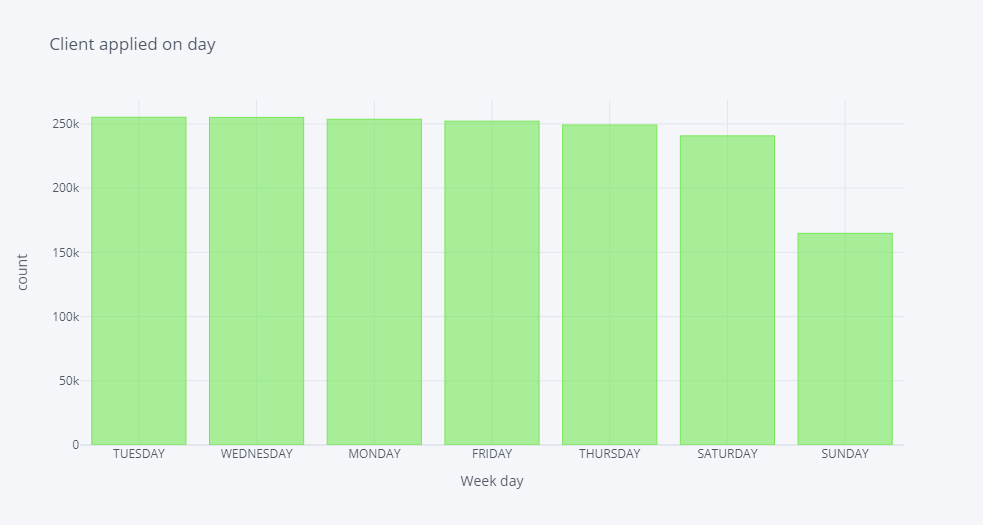 Client applied on day
250k
200k
150k
100k
50k
0
count
TUESDAY
WEDNESDAY
MONDAY
FRIDAY
THURSDAY
SATURDAY
SUNDAY
Week day